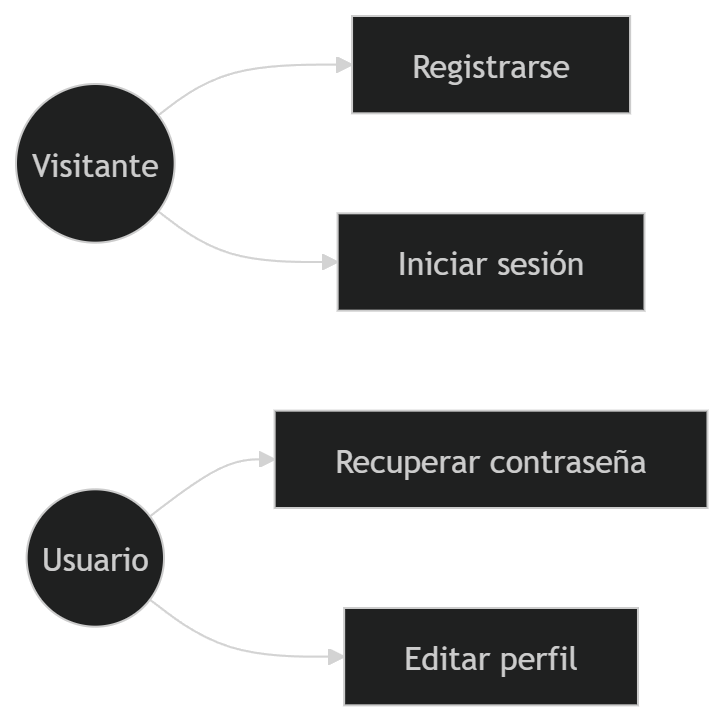 Visitante
Registrarse
Iniciar sesión
Usuario
Recuperar contraseña
Editar perfil